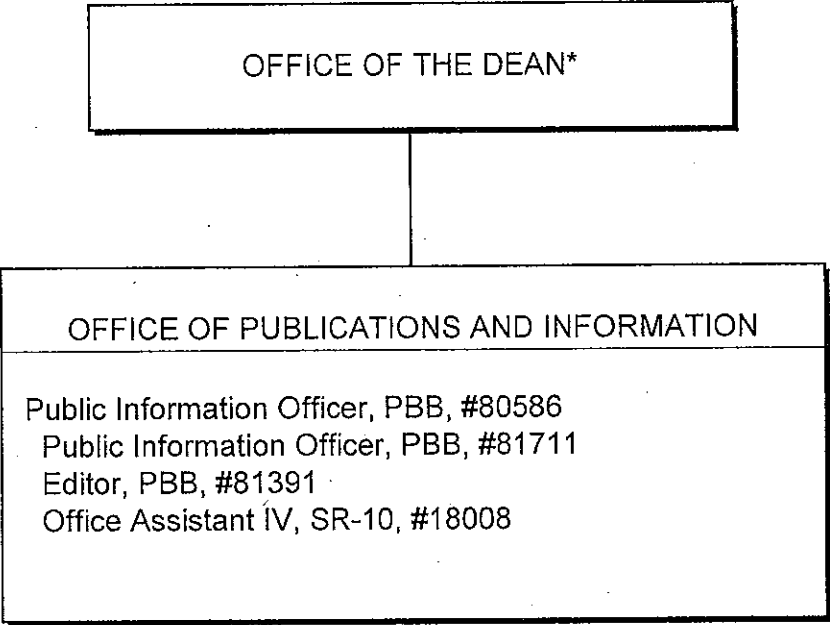 OFFICE OF THE DEAN*
OFFICE OF PUBLICATIONS AND INFORMATION
Public Information Officer, PBB, #80586
Public Information Officer, PBB, #81711
Editor, PBB, #81391
Office Assistant IV, SR-10, #18008